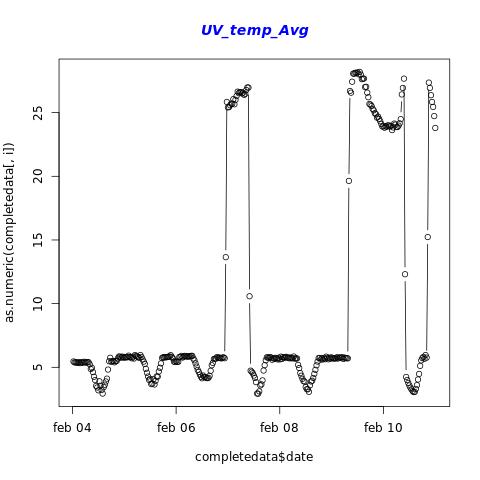 UV_temp_Avg
as.numeric(completedata[, i])
25
20
15
10
5
feb 04
feb 06
feb 08
feb 10
completedata$date